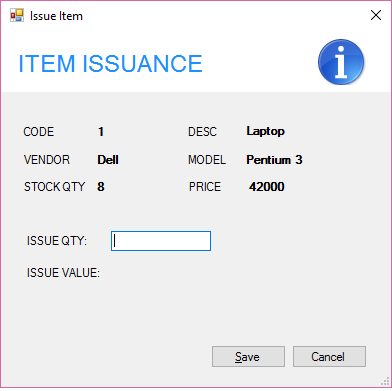 Issue Item
ITEM ISSUANCE
CODE 1 DESC Laptop
VENDOR Dell MODEL Pentium 3
STOCK QTY 8 PRICE 42000
ISSUE QTY:
ISSUE VALUE:
Save Cancel